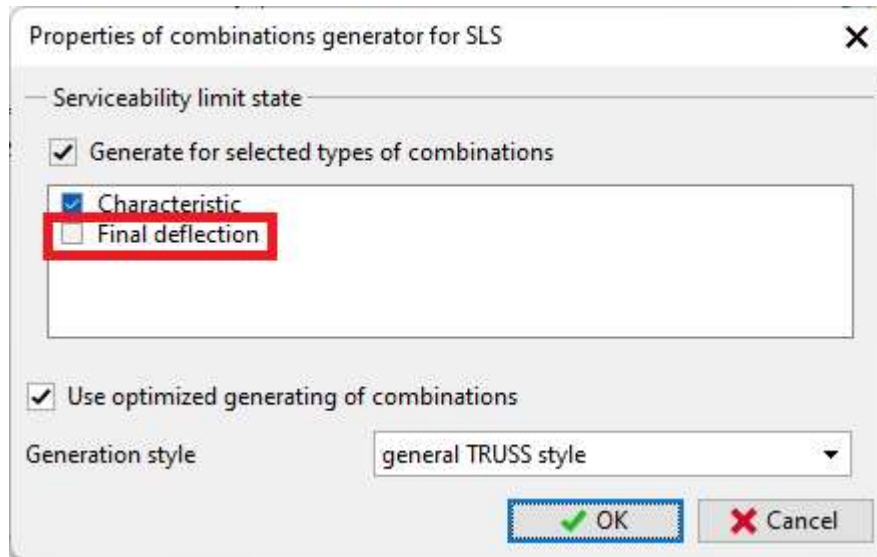 Properties of combinations generator for SLS
Serviceability limit state
Generate for selected types of combinations
Characteristic
Final deflection
Use optimized generating of combinations
Generation style general TRUSS style
OK Cancel